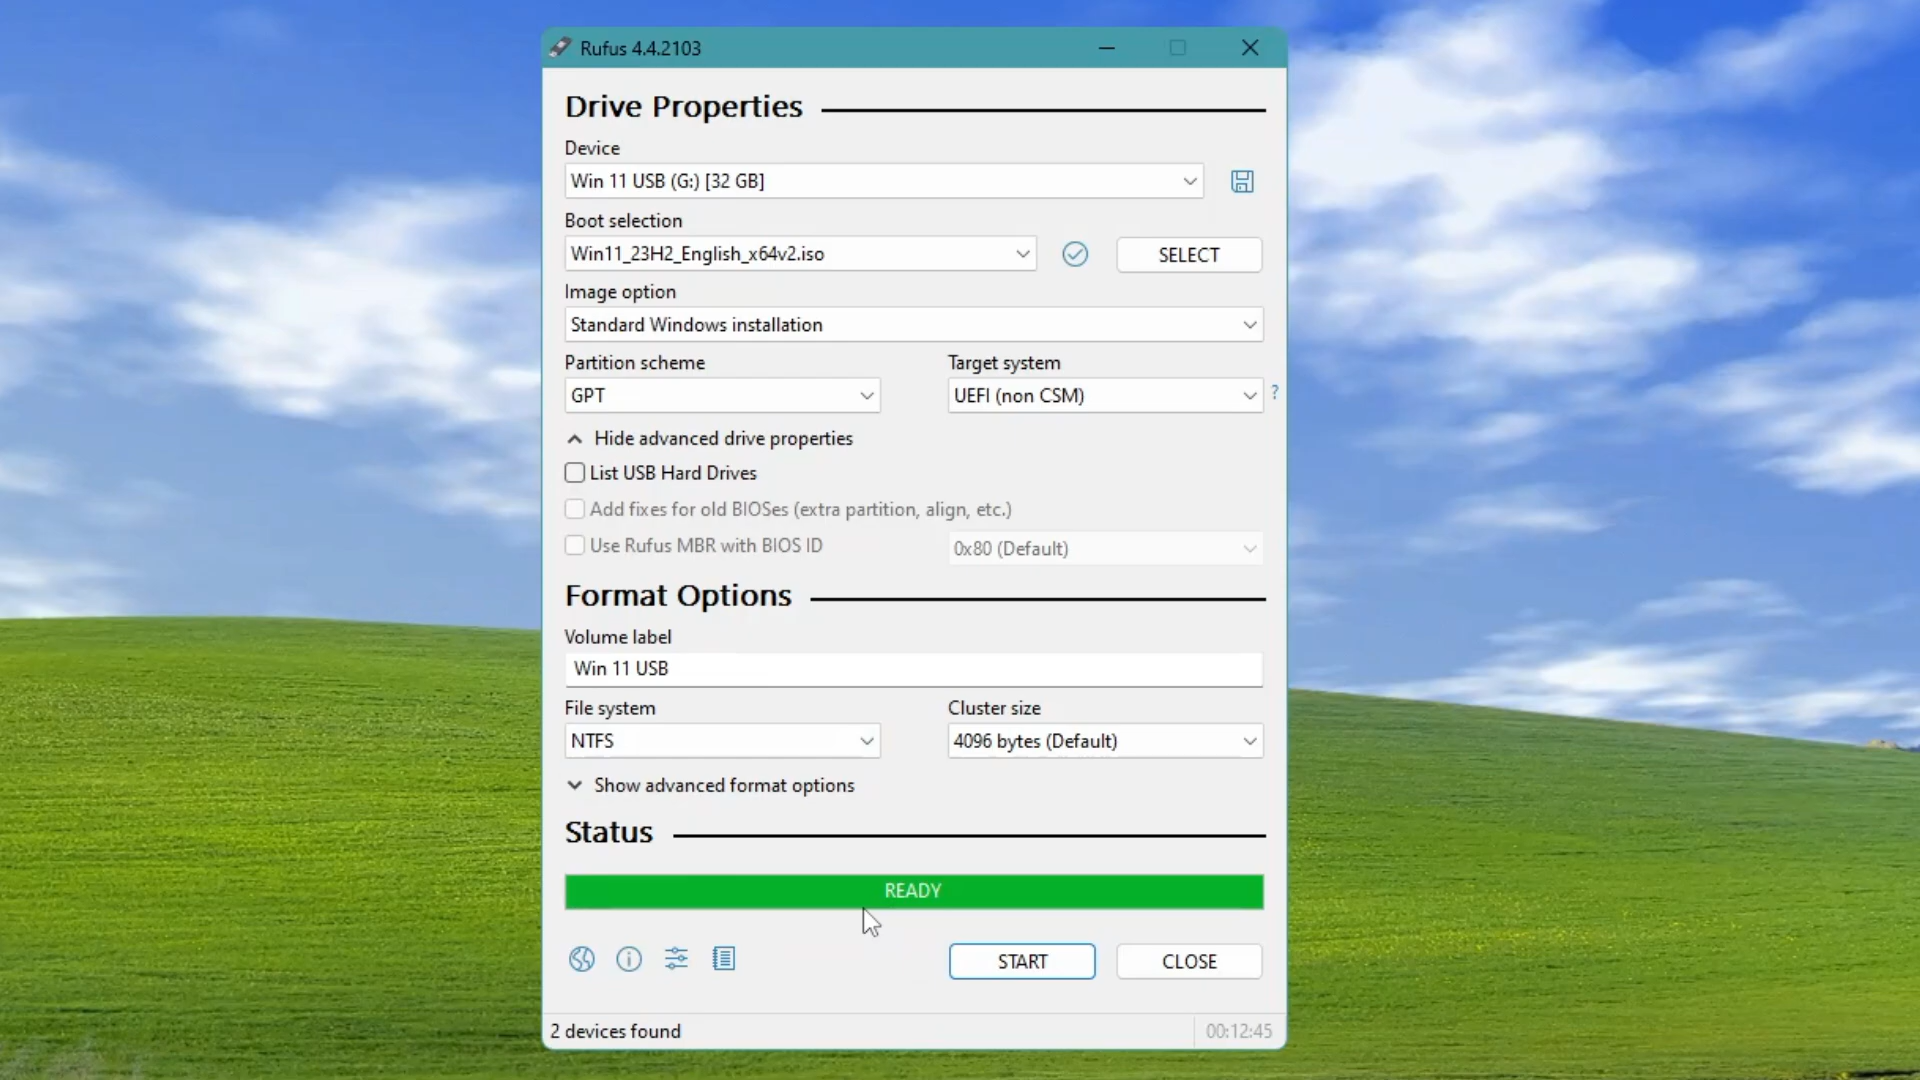 Rufus 4.4.2103
Drive Properties
Device
Win 11 USB (G:) [32 GB]
Boot selection
Win11_23H2_English_x64v2.iso
SELECT
Image option
Standard Windows installation
Partition scheme
Target system
GPT
UEFI (non CSM)
?
Hide advanced drive properties
List USB Hard Drives
Add fixes for old BIOSes (extra partition, align, etc.)
Use Rufus MBR with BIOS ID
0x80 (Default)
Format Options
Volume label
Win 11 USB
File system
Cluster size
NTFS
4096 bytes (Default)
Show advanced format options
Status
READY
START
CLOSE
2 devices found
00:12:45